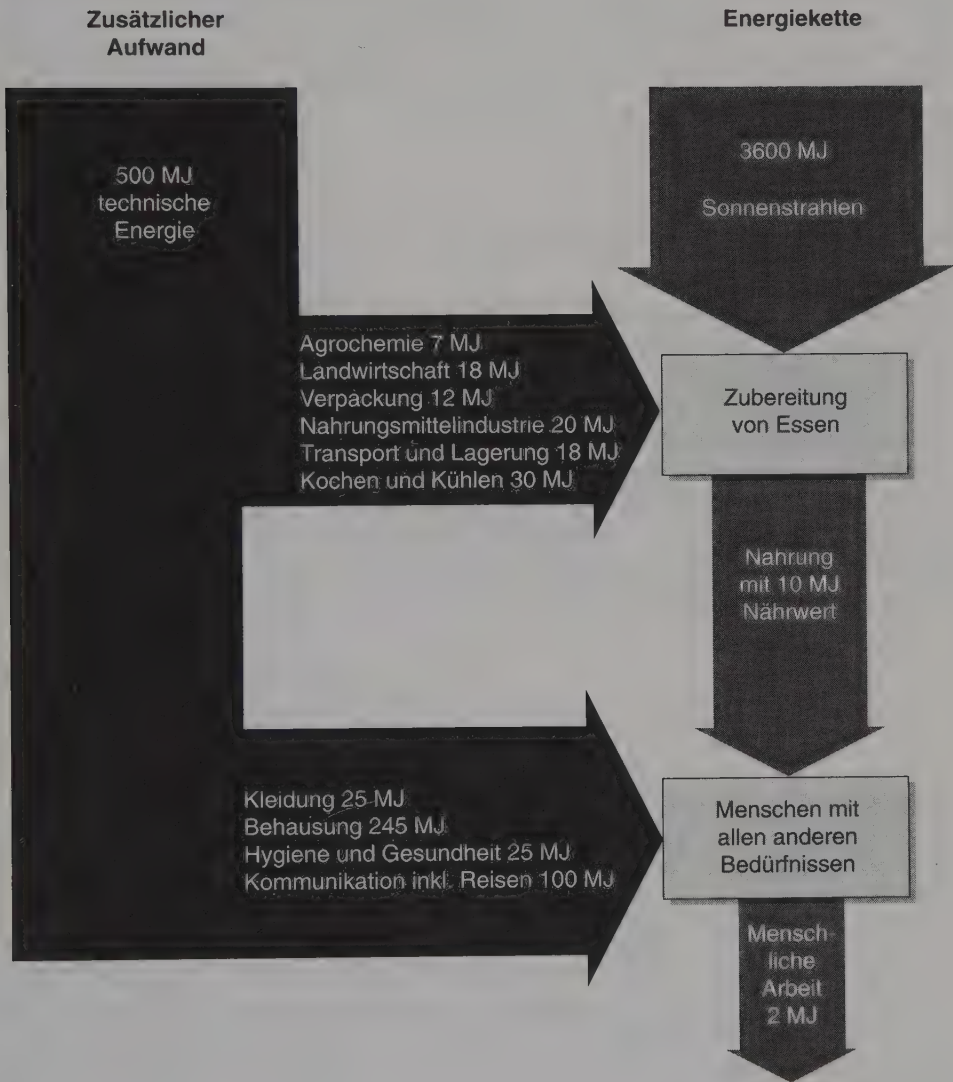 Zusätzlicher
Aufwand
Energiekette
500 MJ
technische
Energie
3600 MJ
Sonnenstrahlen
Agrochemie 7 MJ
Landwirtschaft 18 MJ
Verpackung 12 MJ
Nahrungsmittelindustrie 20 MJ
Transport und Lagerung 18 MJ
Kochen und Kühlen 30 MJ
Zubereitung
von Essen
Nahrung
mit 10 MJ
Nährwert
Kleidung 25 MJ
Behausung 245 MJ
Hygiene und Gesundheit 25 MJ
Kommunikation inkl. Reisen 100 MJ
Menschen mit
allen anderen
Bedürfnissen
Mensch-
liche
Arbeit
2 MJ